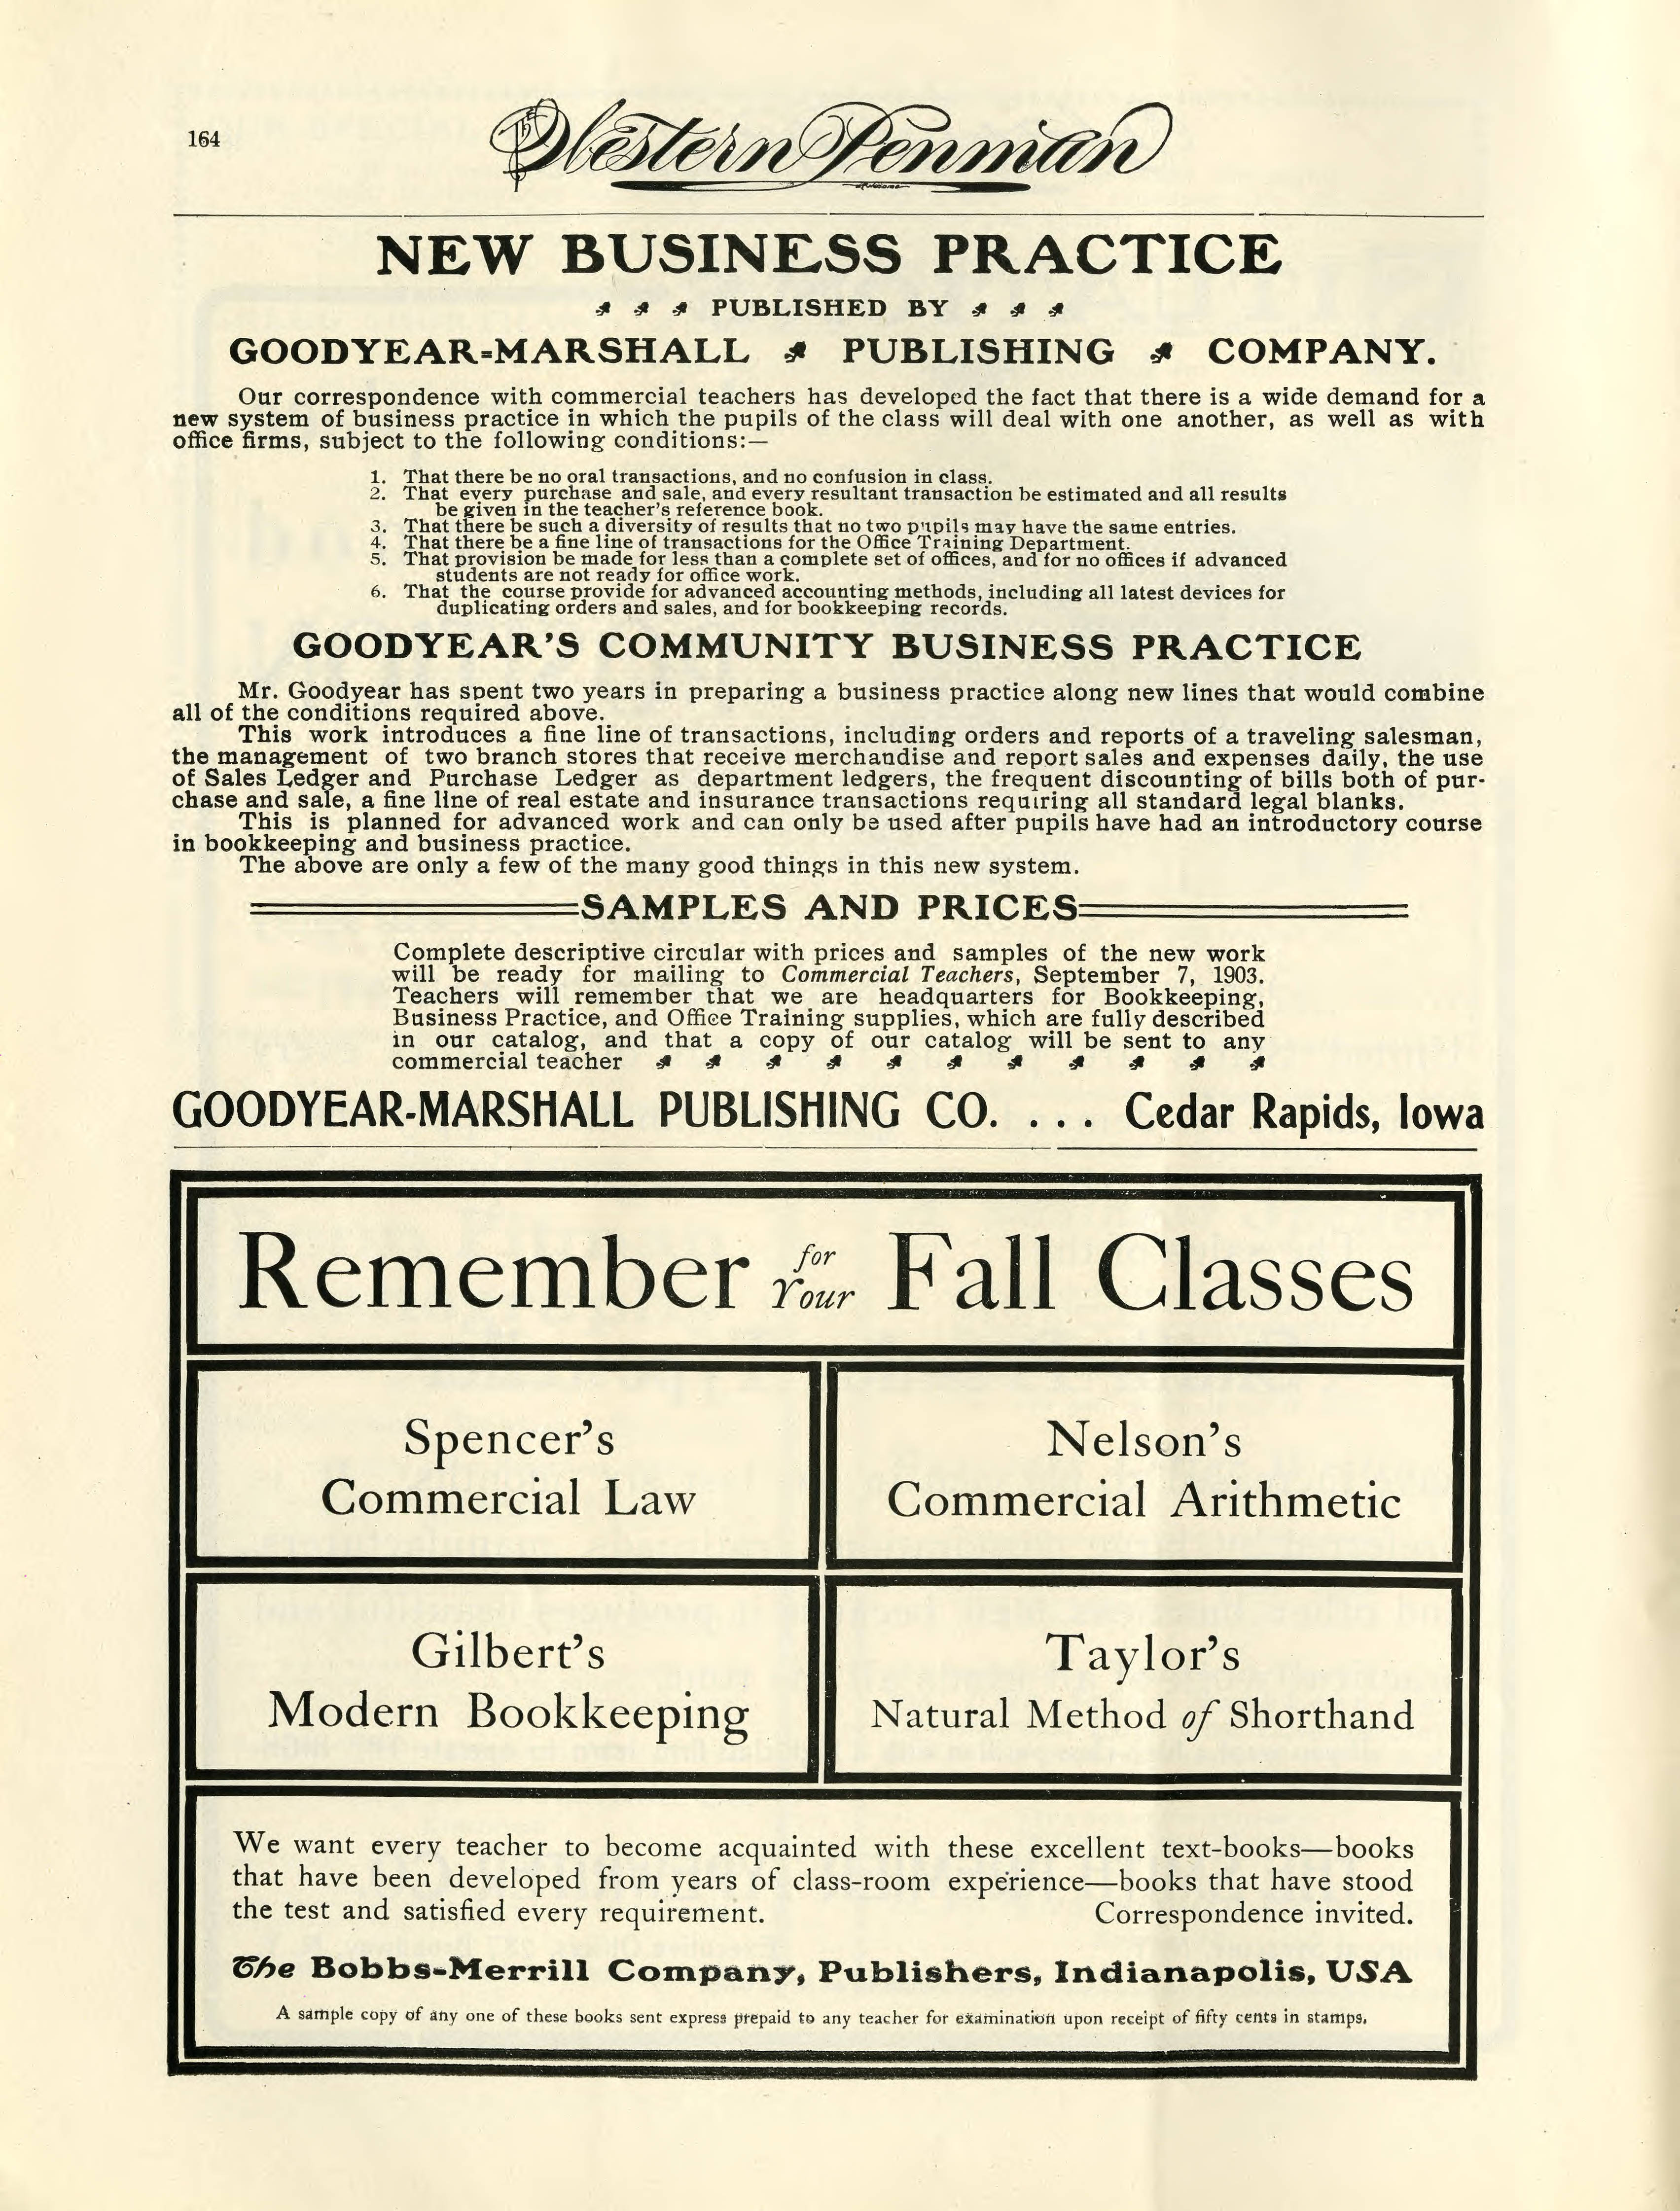 164
The Western Penman
NEW BUSINESS PRACTICE
PUBLISHED BY
GOODYEAR=MARSHALL PUBLISHING COMPANY.
Our correspondence with commercial teachers has developed the fact that there is a wide demand for a
new system of business practice in which the pupils of the class will deal with one another, as well as with
office firms, subject to the following conditions:—
1. That there be no oral transactions, and no confusion in class.
2. That every purchase and sale, and every resultant transaction be estimated and all results
be given in the teacher's reference book.
3. That there be such a diversity of results that no two pupils may have the same entries.
4. That there be a fine line of transactions for the Office Training Department.
5. That provision be made for less than a complete set of offices, and for no offices if advanced
students are not ready for office work.
6. That the course provide for advanced accounting methods, including all latest devices for
duplicating orders and sales, and for bookkeeping records.
GOODYEAR'S COMMUNITY BUSINESS PRACTICE
Mr. Goodyear has spent two years in preparing a business practice along new lines that would combine
all of the conditions required above.
This work introduces a fine line of transactions, including orders and reports of a traveling salesman,
the management of two branch stores that receive merchandise and report sales and expenses daily, the use
of Sales Ledger and Purchase Ledger as department ledgers, the frequent discounting of bills both of pur-
chase and sale, a fine line of real estate and insurance transactions requiring all standard legal blanks.
This is planned for advanced work and can only be used after pupils have had an introductory course
in bookkeeping and business practice.
The above are only a few of the many good things in this new system.
SAMPLES AND PRICES
Complete descriptive circular with prices and samples of the new work
will be ready for mailing to Commercial Teachers, September 7, 1903.
Teachers will remember that we are headquarters for Bookkeeping,
Business Practice, and Office Training supplies, which are fully described
in our catalog, and that a copy of our catalog will be sent to any
commercial teacher
GOODYEAR-MARSHALL PUBLISHING CO. . . . Cedar Rapids, Iowa
Remember for Your Fall Classes
Spencer's
Commercial Law
Nelson's
Commercial Arithmetic
Gilbert's
Modern Bookkeeping
Taylor's
Natural Method of Shorthand
We want every teacher to become acquainted with these excellent text-books—books
that have been developed from years of class-room experience—books that have stood
the test and satisfied every requirement. Correspondence invited.
The Bobbs-Merrill Company, Publishers, Indianapolis, USA
A sample copy of any one of these books sent express prepaid to any teacher for examination upon receipt of fifty cents in stamps.